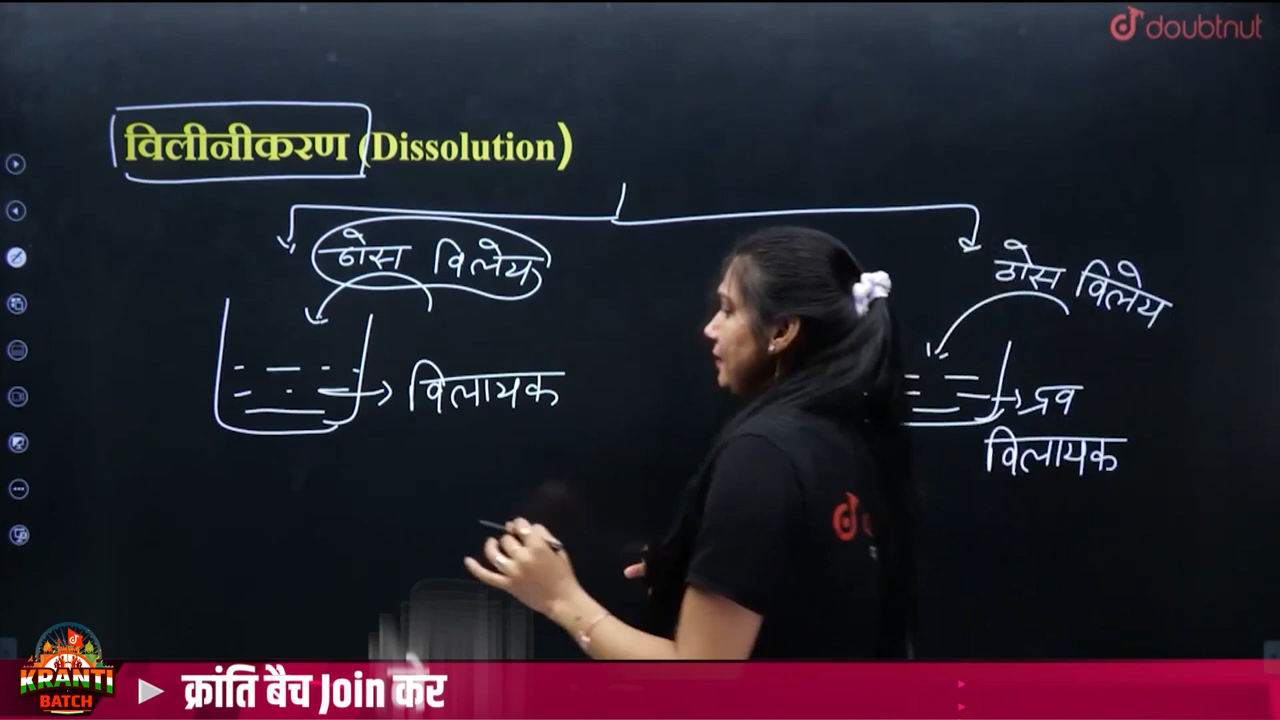 doubtnut
विलीनीकरण (Dissolution)
ठोस विलेय
ठोस विलेय
विलायक
द्रव
विलायक
KRANTI
BATCH
क्रांति बैच Join कर